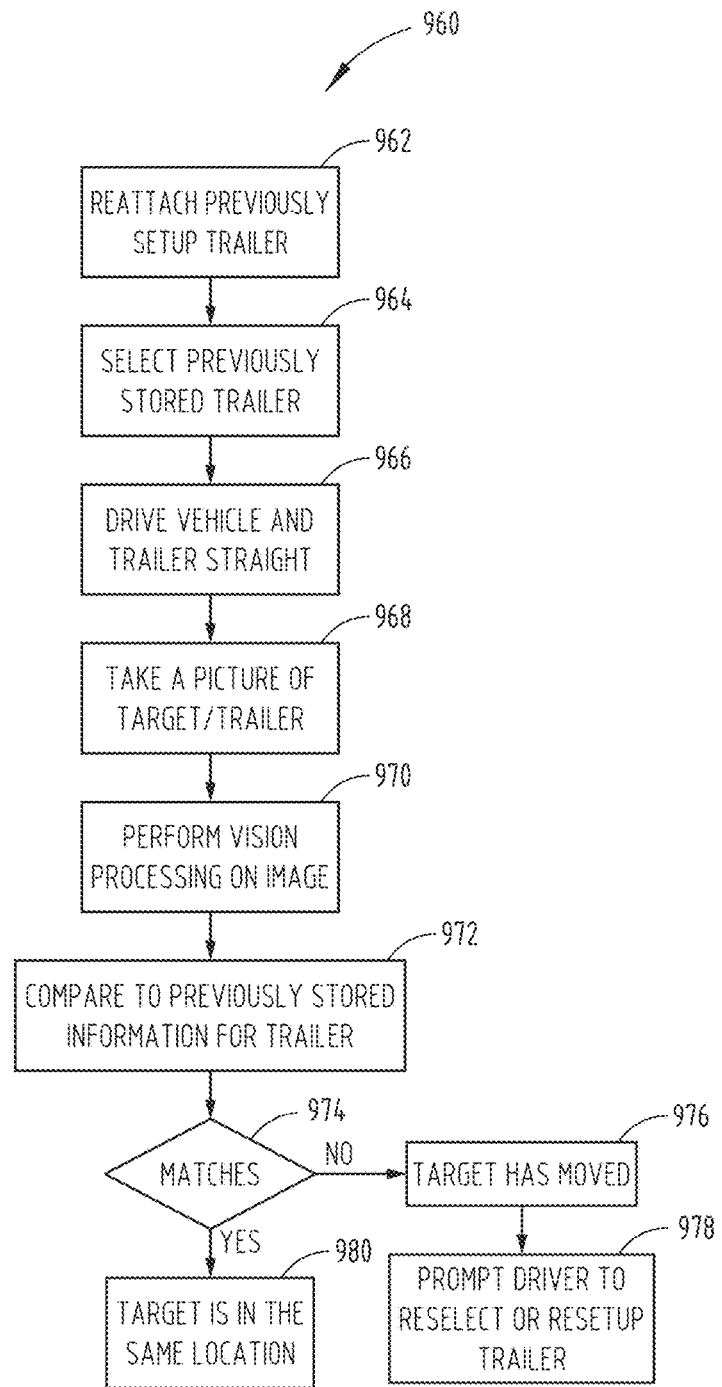 960
962
REATTACH PREVIOUSLY
SETUP TRAILER
964
SELECT PREVIOUSLY
STORED TRAILER
966
DRIVE VEHICLE AND
TRAILER STRAIGHT
968
TAKE A PICTURE OF
TARGET/TRAILER
970
PERFORM VISION
PROCESSING ON IMAGE
972
COMPARE TO PREVIOUSLY STORED
INFORMATION FOR TRAILER
974
MATCHES
NO
976
TARGET HAS MOVED
978
PROMPT DRIVER TO
RESELECT OR RESETUP
TRAILER
YES
980
TARGET IS IN THE
SAME LOCATION